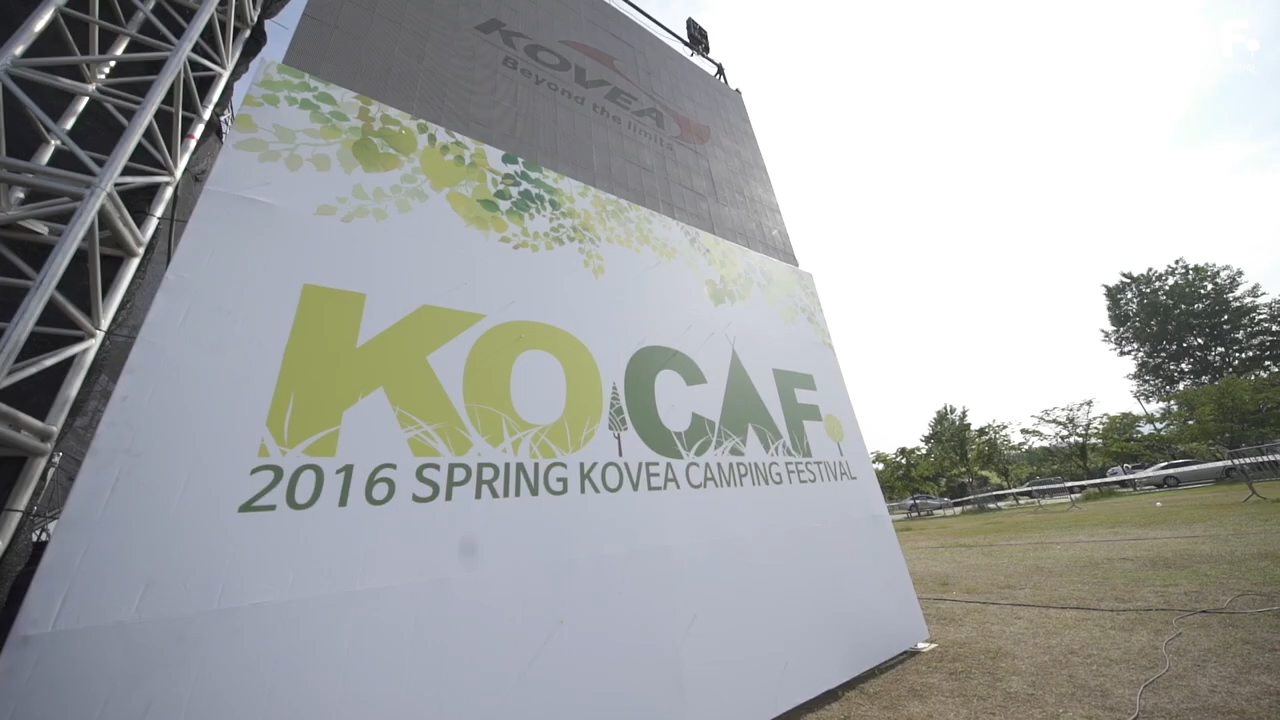 KOVEA
Beyond the limits
KOCAF
2016 SPRING KOVEA CAMPING FESTIVAL